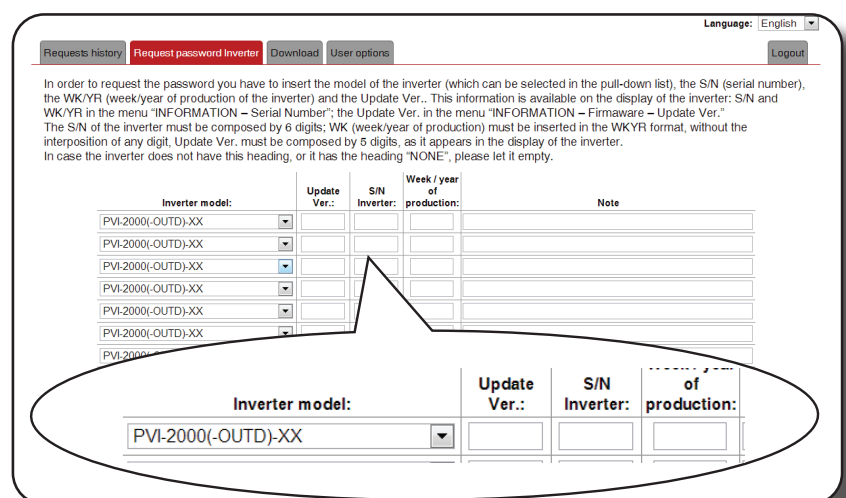 Language: English
Requests history Request password Inverter Download User options Logout
In order to request the password you have to insert the model of the inverter (which can be selected in the pull-down list), the S/N (serial number),
the WK/YR (week/year of production of the inverter) and the Update Ver.. This information is available on the display of the inverter: S/N and
WK/YR in the menu “INFORMATION – Serial Number”; the Update Ver. in the menu “INFORMATION – Firmaware – Update Ver.”
The S/N of the inverter must be composed by 6 digits; WK (week/year of production) must be inserted in the WKYR format, without the
interposition of any digit, Update Ver. must be composed by 5 digits, as it appears in the display of the inverter.
In case the inverter does not have this heading, or it has the heading “NONE”, please let it empty.
Inverter model: Update Ver.: S/N Inverter: Week / year of production: Note
PVI-2000(-OUTD)-XX
PVI-2000(-OUTD)-XX
PVI-2000(-OUTD)-XX
PVI-2000(-OUTD)-XX
PVI-2000(-OUTD)-XX
PVI-2000(-OUTD)-XX
Inverter model: Update Ver.: S/N Inverter: of production:
PVI-2000(-OUTD)-XX